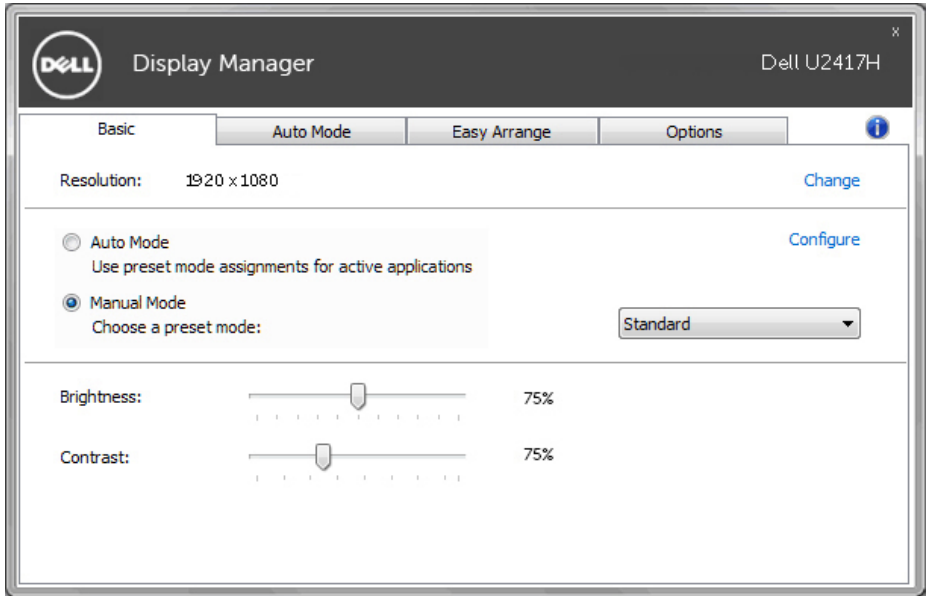 x
DELL
Display Manager
Dell U2417H
Basic
Auto Mode
Easy Arrange
Options
i
Resolution: 1920 x 1080 Change
Auto Mode Configure
Use preset mode assignments for active applications
Manual Mode
Choose a preset mode: Standard
Brightness: 75%
Contrast: 75%